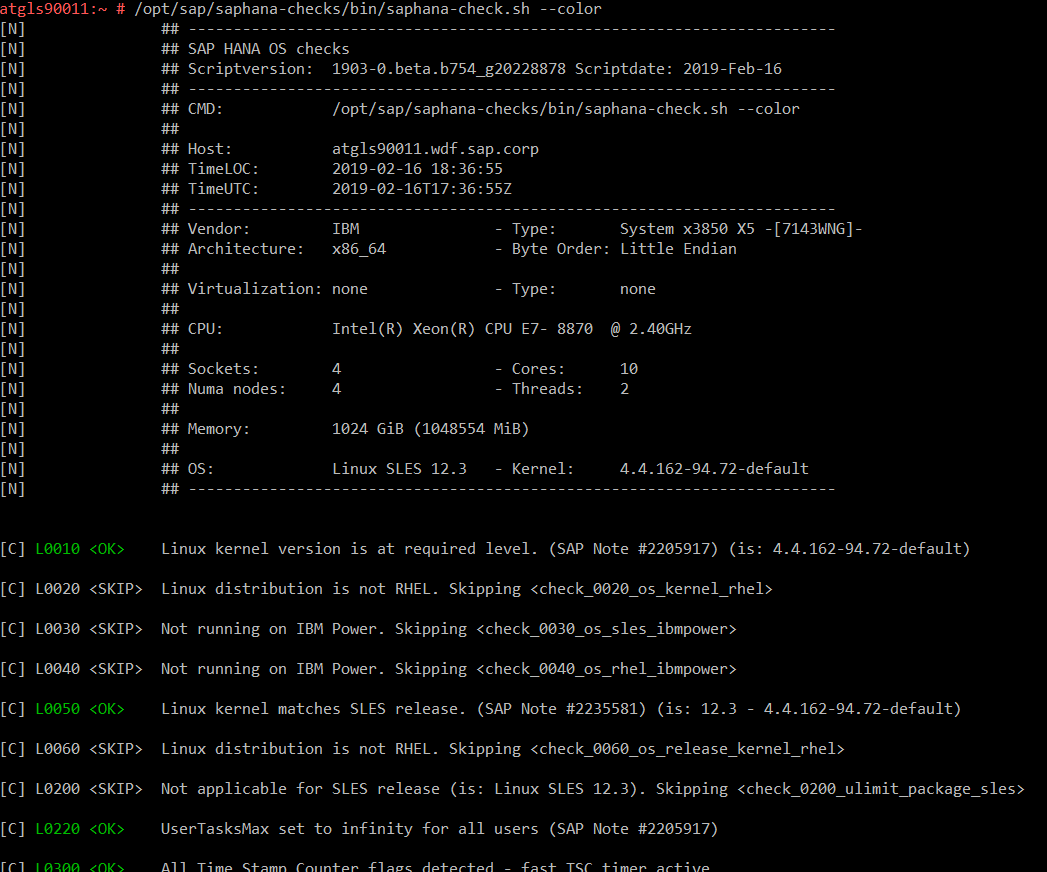 atgls90011:~ # /opt/sap/saphana-checks/bin/saphana-check.sh --color
[N] ## ------------------------------------------------------------------------
[N] ## SAP HANA OS checks
[N] ## Scriptversion: 1903-0.beta.b754_g20228878 Scriptdate: 2019-Feb-16
[N] ## ------------------------------------------------------------------------
[N] ## CMD: /opt/sap/saphana-checks/bin/saphana-check.sh --color
[N] ##
[N] ## Host: atgls90011.wdf.sap.corp
[N] ## TimeLOC: 2019-02-16 18:36:55
[N] ## TimeUTC: 2019-02-16T17:36:55Z
[N] ## ------------------------------------------------------------------------
[N] ## Vendor: IBM - Type: System x3850 X5 -[7143WNG]-
[N] ## Architecture: x86_64 - Byte Order: Little Endian
[N] ##
[N] ## Virtualization: none - Type: none
[N] ##
[N] ## CPU: Intel(R) Xeon(R) CPU E7- 8870 @ 2.40GHz
[N] ##
[N] ## Sockets: 4 - Cores: 10
[N] ## Numa nodes: 4 - Threads: 2
[N] ##
[N] ## Memory: 1024 GiB (1048554 MiB)
[N] ##
[N] ## OS: Linux SLES 12.3 - Kernel: 4.4.162-94.72-default
[N] ## ------------------------------------------------------------------------
[C] L0010 <OK> Linux kernel version is at required level. (SAP Note #2205917) (is: 4.4.162-94.72-default)
[C] L0020 <SKIP> Linux distribution is not RHEL. Skipping <check_0020_os_kernel_rhel>
[C] L0030 <SKIP> Not running on IBM Power. Skipping <check_0030_os_sles_ibmpower>
[C] L0040 <SKIP> Not running on IBM Power. Skipping <check_0040_os_rhel_ibmpower>
[C] L0050 <OK> Linux kernel matches SLES release. (SAP Note #2235581) (is: 12.3 - 4.4.162-94.72-default)
[C] L0060 <SKIP> Linux distribution is not RHEL. Skipping <check_0060_os_release_kernel_rhel>
[C] L0200 <SKIP> Not applicable for SLES release (is: Linux SLES 12.3). Skipping <check_0200_ulimit_package_sles>
[C] L0220 <OK> UserTasksMax set to infinity for all users (SAP Note #2205917)
[C] L0300 <OK> All Time Stamp Counter flags detected - fast TSC timer active